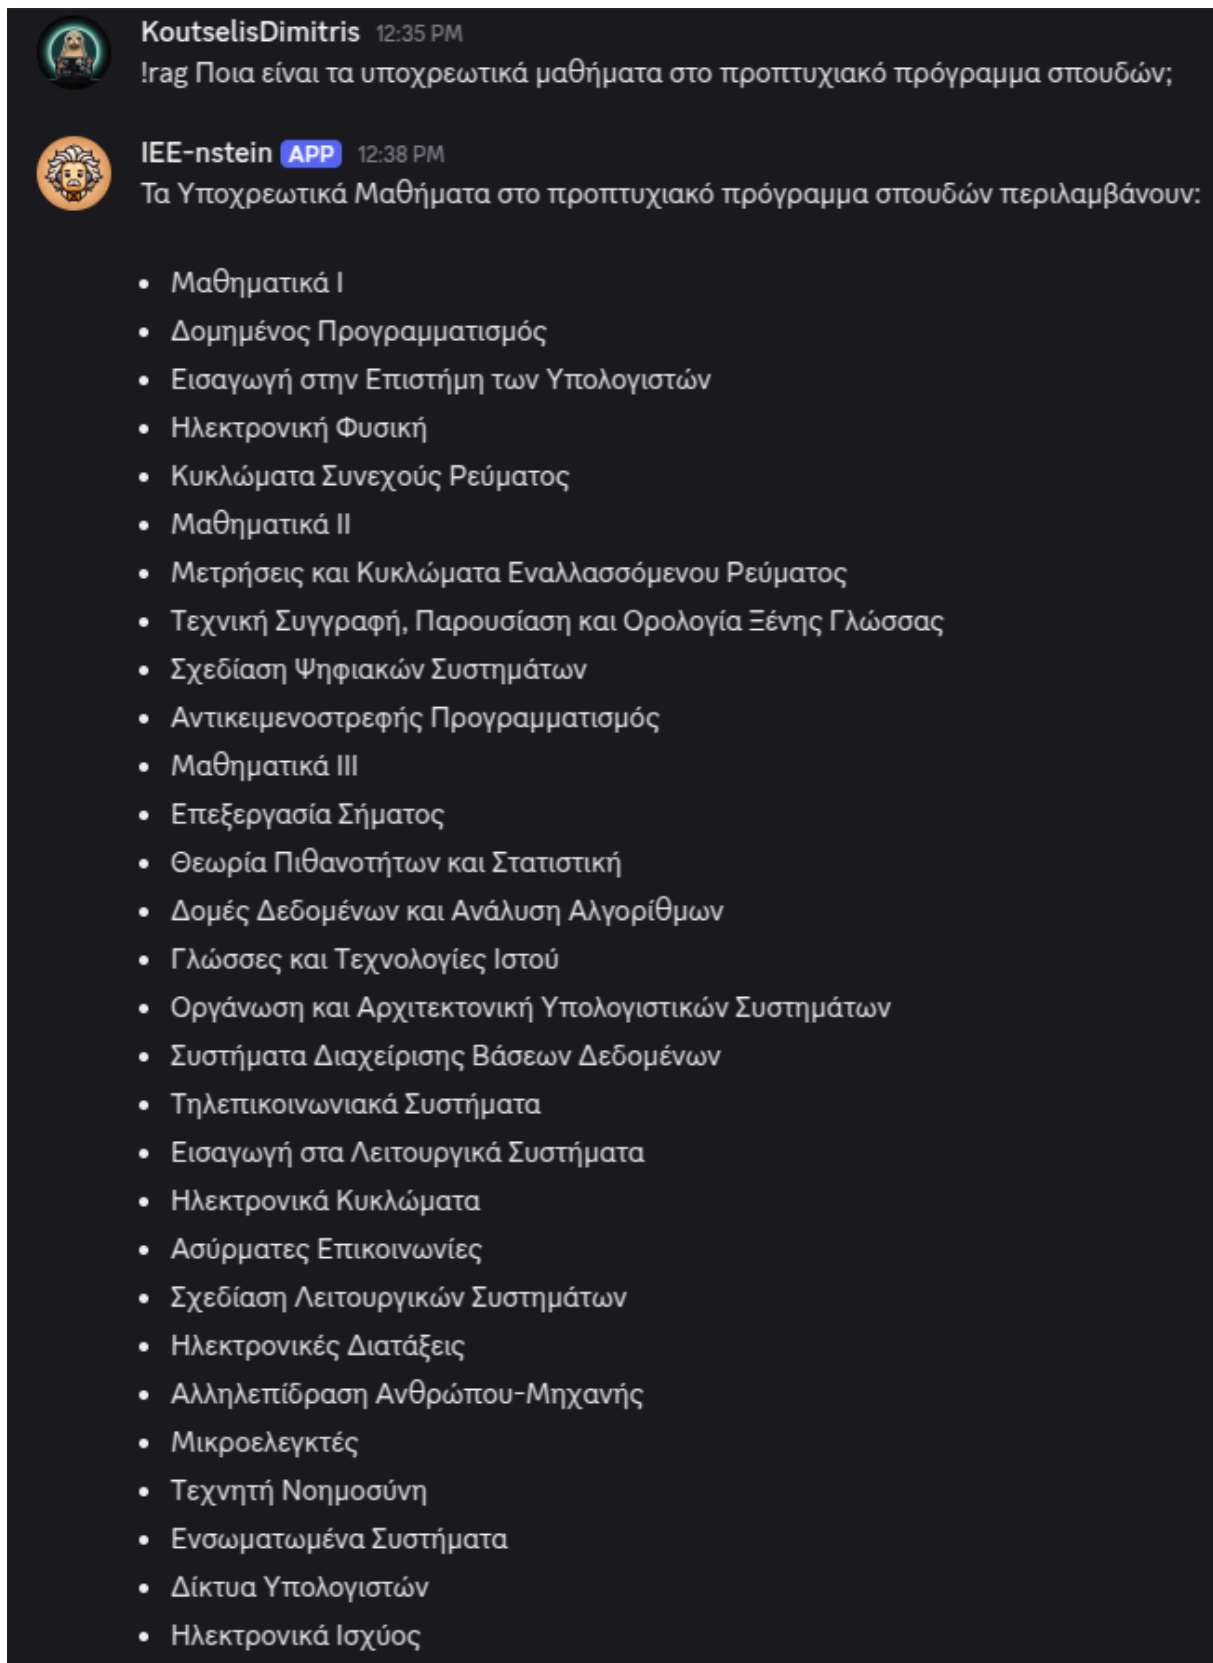 KoutselisDimitris 12:35 PM
!rag Ποια είναι τα υποχρεωτικά μαθήματα στο προπτυχιακό πρόγραμμα σπουδών;
IEE-nstein APP 12:38 PM
Τα Υποχρεωτικά Μαθήματα στο προπτυχιακό πρόγραμμα σπουδών περιλαμβάνουν:
• Μαθηματικά Ι
• Δομημένος Προγραμματισμός
• Εισαγωγή στην Επιστήμη των Υπολογιστών
• Ηλεκτρονική Φυσική
• Κυκλώματα Συνεχούς Ρεύματος
• Μαθηματικά ΙΙ
• Μετρήσεις και Κυκλώματα Εναλλασσόμενου Ρεύματος
• Τεχνική Συγγραφή, Παρουσίαση και Ορολογία Ξένης Γλώσσας
• Σχεδίαση Ψηφιακών Συστημάτων
• Αντικειμενοστρεφής Προγραμματισμός
• Μαθηματικά ΙΙΙ
• Επεξεργασία Σήματος
• Θεωρία Πιθανοτήτων και Στατιστική
• Δομές Δεδομένων και Ανάλυση Αλγορίθμων
• Γλώσσες και Τεχνολογίες Ιστού
• Οργάνωση και Αρχιτεκτονική Υπολογιστικών Συστημάτων
• Συστήματα Διαχείρισης Βάσεων Δεδομένων
• Τηλεπικοινωνιακά Συστήματα
• Εισαγωγή στα Λειτουργικά Συστήματα
• Ηλεκτρονικά Κυκλώματα
• Ασύρματες Επικοινωνίες
• Σχεδίαση Λειτουργικών Συστημάτων
• Ηλεκτρονικές Διατάξεις
• Αλληλεπίδραση Ανθρώπου-Μηχανής
• Μικροελεγκτές
• Τεχνητή Νοημοσύνη
• Ενσωματωμένα Συστήματα
• Δίκτυα Υπολογιστών
• Ηλεκτρονικά Ισχύος